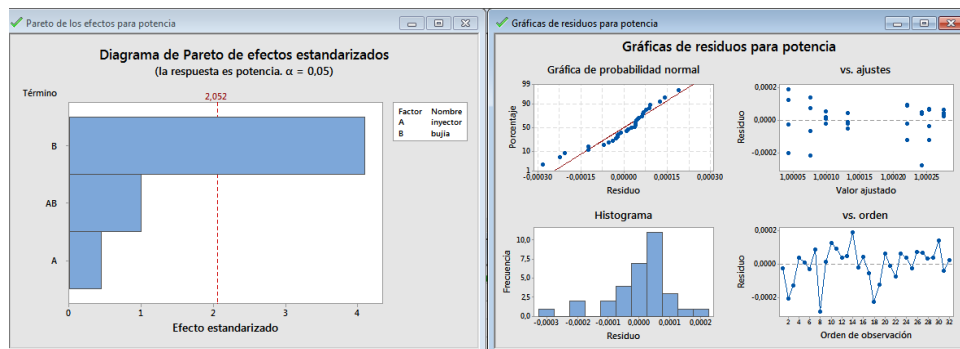 Pareto de los efectos para potencia
Diagrama de Pareto de efectos estandarizados
(la respuesta es potencia. α = 0,05)
Término
2,052
Factor Nombre
A inyector
B bujía
B
AB
A
0 1 2 3 4
Efecto estandarizado
Gráficas de residuos para potencia
Gráficas de residuos para potencia
Gráfica de probabilidad normal
99
90
50
10
1
Porcentaje
-0,00030 -0,00015 0,00000 0,00015 0,00030
Residuo
vs. ajustes
0,0002
0,0000
-0,0002
Residuo
1,00005 1,00010 1,00015 1,00020 1,00025
Valor ajustado
Histograma
10,0
7,5
5,0
2,5
0,0
Frecuencia
-0,0003 -0,0002 -0,0001 0,0000 0,0001 0,0002
Residuo
vs. orden
0,0002
0,0000
-0,0002
Residuo
2 4 6 8 10 12 14 16 18 20 22 24 26 28 30 32
Orden de observación